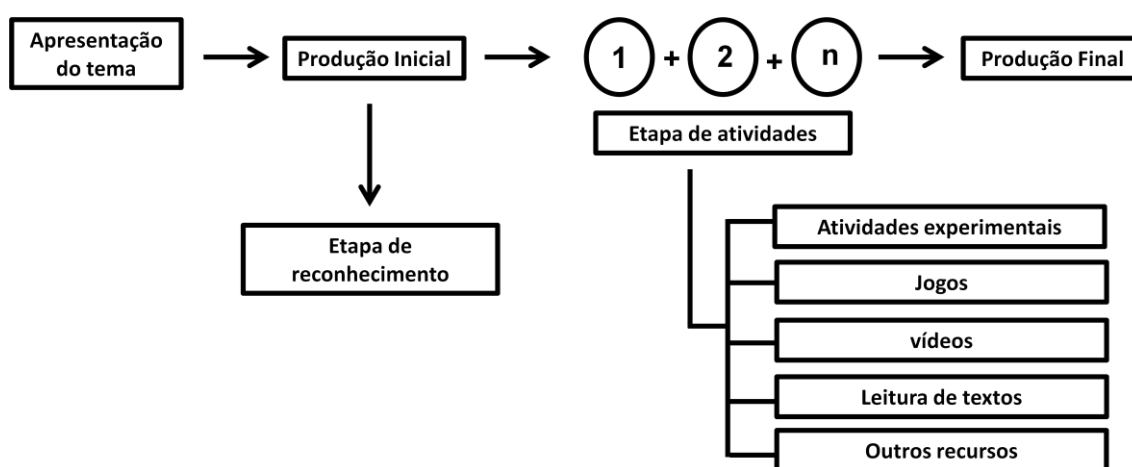 Apresentação
do tema
Produção Inicial
1 + 2 + n
Produção Final
Etapa de atividades
Etapa de
reconhecimento
Atividades experimentais
Jogos
vídeos
Leitura de textos
Outros recursos